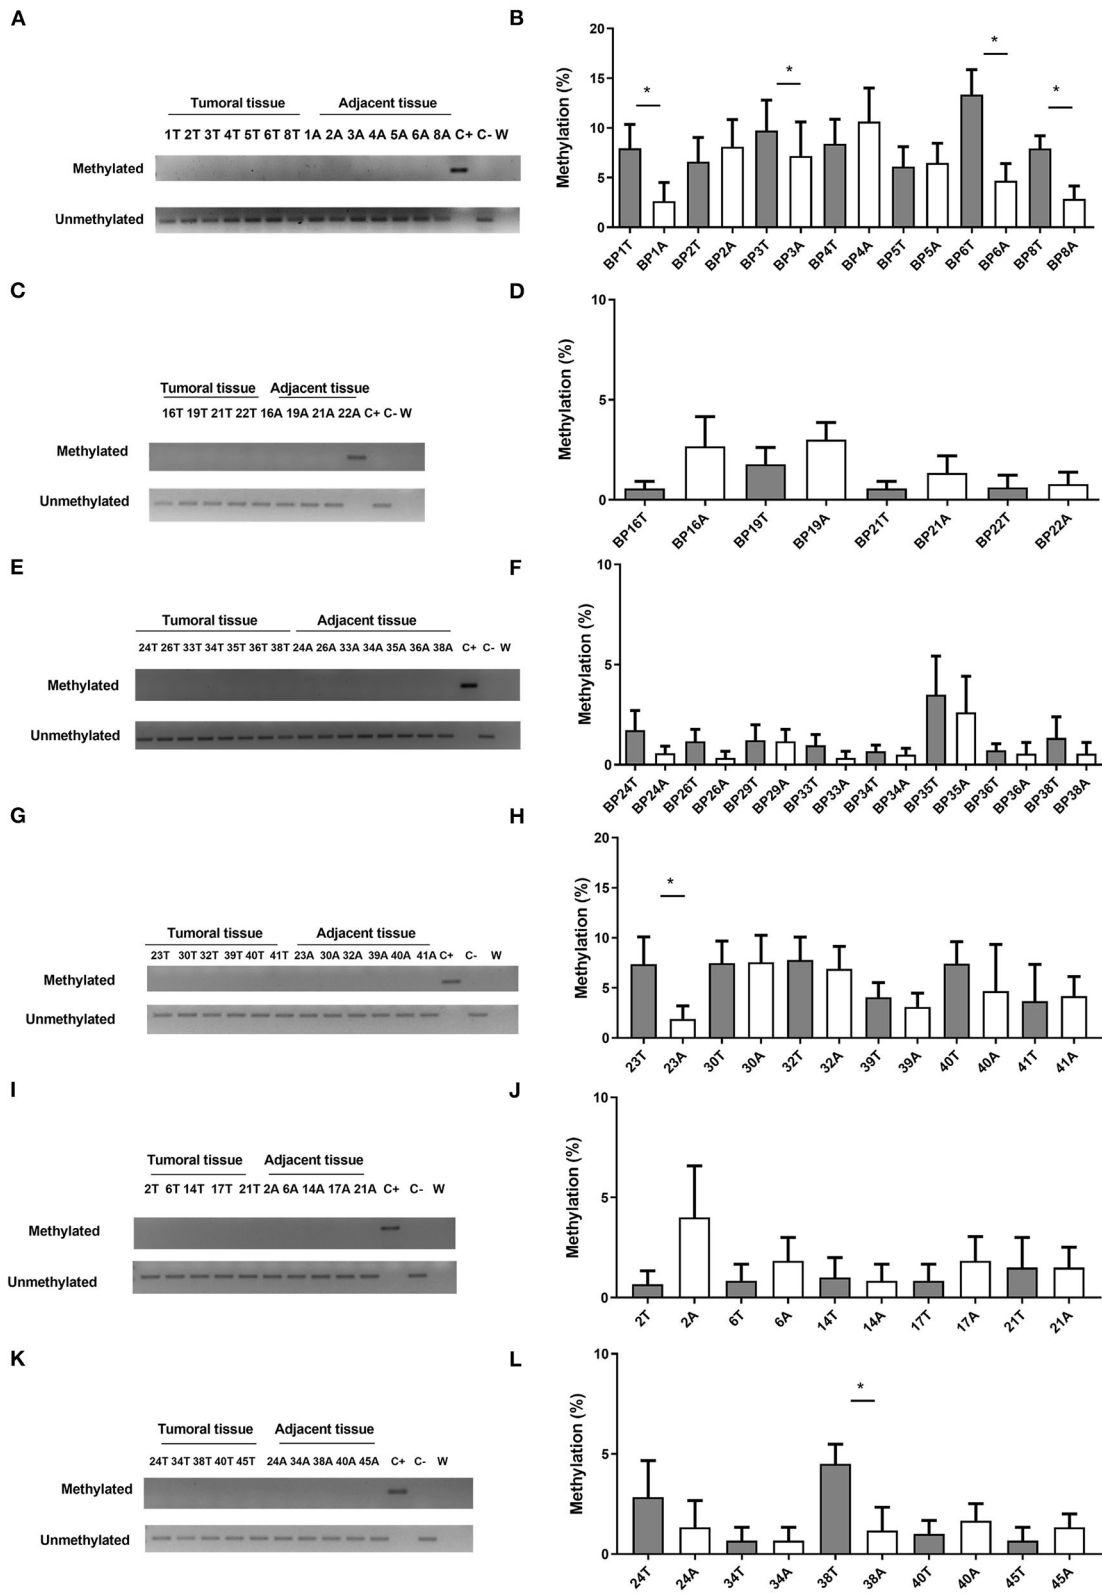 A
Tumoral tissue Adjacent tissue
1T 2T 3T 4T 5T 6T 8T 1A 2A 3A 4A 5A 6A 8A C+ C- W
Methylated
Unmethylated
B
Methylation (%)
20
15
10
5
0
* * * *
BP1T BP1A BP2T BP2A BP3T BP3A BP4T BP4A BP5T BP5A BP6T BP6A BP8T BP8A
C
Tumoral tissue Adjacent tissue
16T 19T 21T 22T 16A 19A 21A 22A C+ C- W
Methylated
Unmethylated
D
Methylation (%)
10
5
0
BP16T BP16A BP19T BP19A BP21T BP21A BP22T BP22A
E
Tumoral tissue Adjacent tissue
24T 26T 33T 34T 35T 36T 38T 24A 26A 33A 34A 35A 36A 38A C+ C- W
Methylated
Unmethylated
F
Methylation (%)
10
5
0
BP24T BP24A BP26T BP26A BP29T BP29A BP33T BP33A BP34T BP34A BP35T BP35A BP36T BP36A BP38T BP38A
G
Tumoral tissue Adjacent tissue
23T 30T 32T 39T 40T 41T 23A 30A 32A 39A 40A 41A C+ C- W
Methylated
Unmethylated
H
Methylation (%)
20
15
10
5
0
*
23T 23A 30T 30A 32T 32A 39T 39A 40T 40A 41T 41A
I
Tumoral tissue Adjacent tissue
2T 6T 14T 17T 21T 2A 6A 14A 17A 21A C+ C- W
Methylated
Unmethylated
J
Methylation (%)
10
5
0
2T 2A 6T 6A 14T 14A 17T 17A 21T 21A
K
Tumoral tissue Adjacent tissue
24T 34T 38T 40T 45T 24A 34A 38A 40A 45A C+ C- W
Methylated
Unmethylated
L
Methylation (%)
10
5
0
*
24T 24A 34T 34A 38T 38A 40T 40A 45T 45A